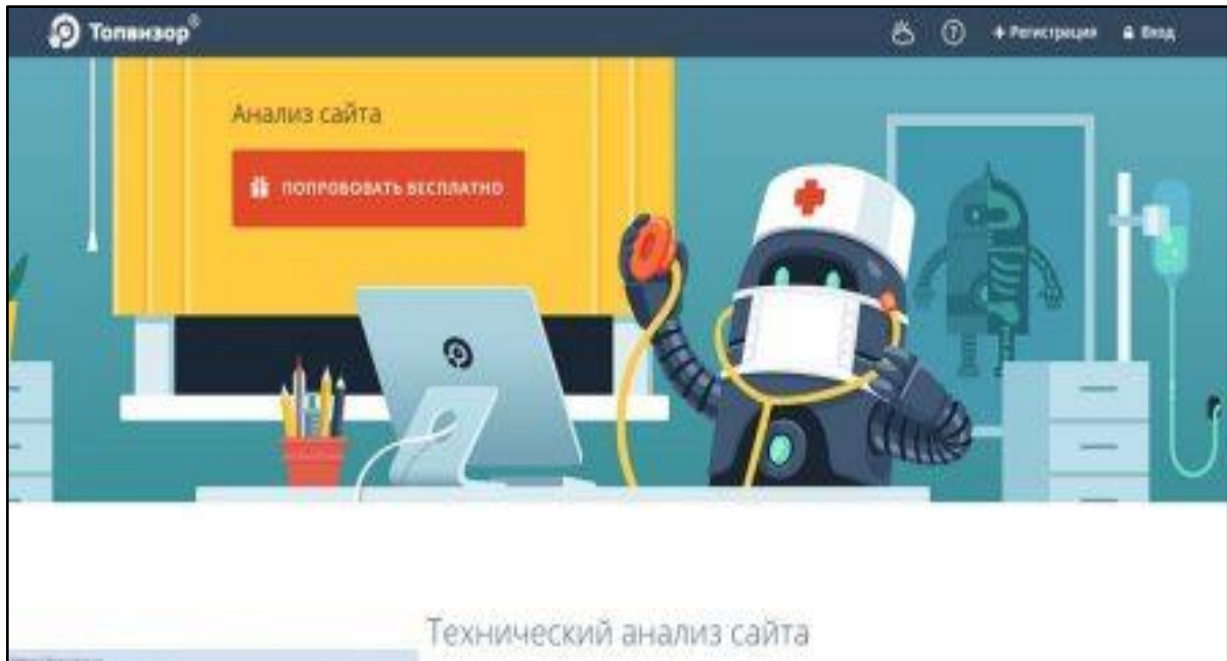 Топвизор®
+ Регистрация
Вход
Анализ сайта
ПОПРОБОВАТЬ БЕСПЛАТНО
Технический анализ сайта